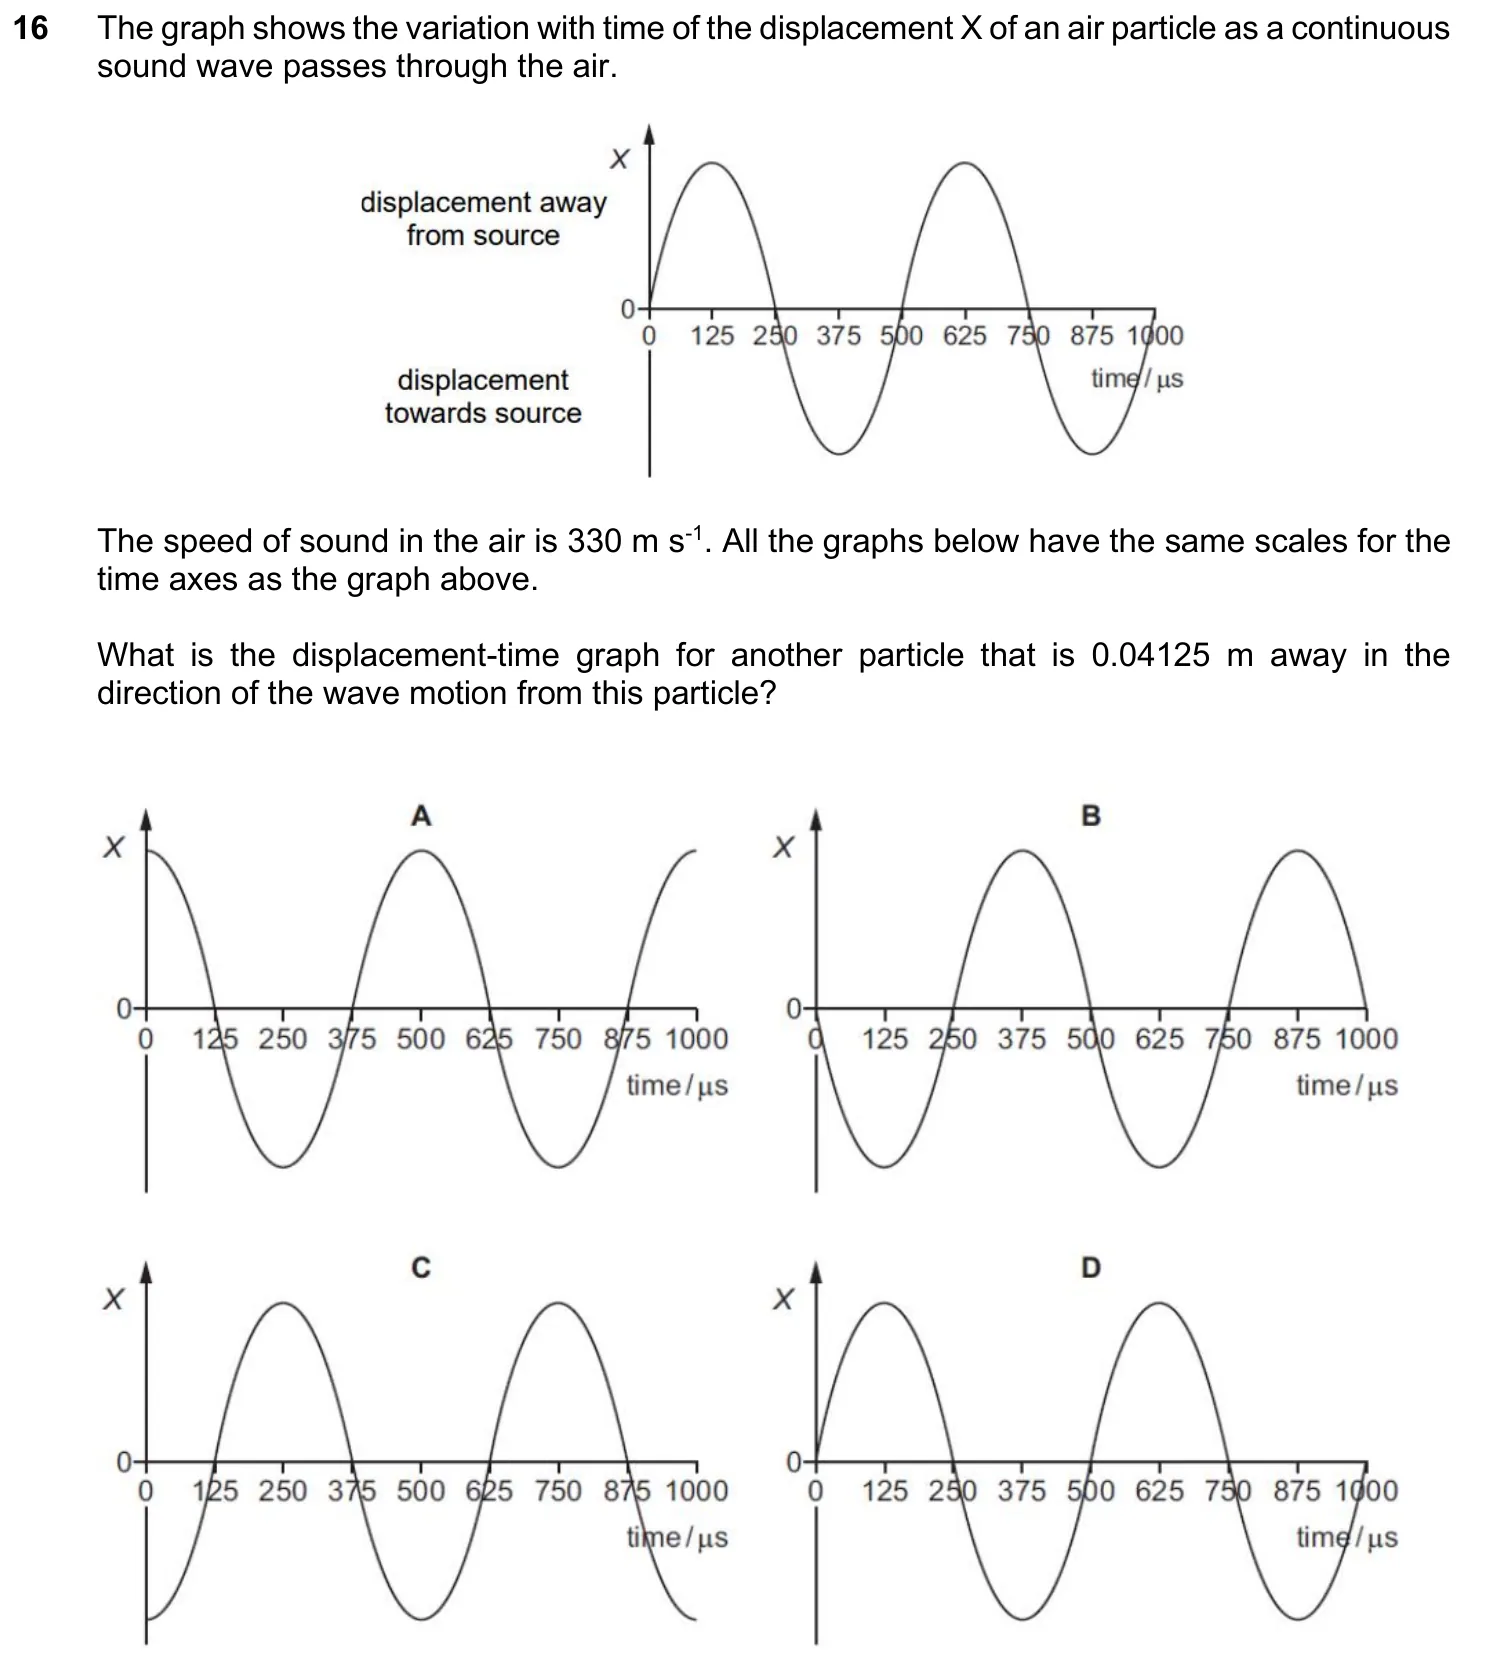 16 The graph shows the variation with time of the displacement X of an air particle as a continuous
sound wave passes through the air.
X
displacement away
from source
0
0 125 250 375 500 625 750 875 1000
time/µs
displacement
towards source
The speed of sound in the air is 330 m s⁻¹. All the graphs below have the same scales for the
time axes as the graph above.
What is the displacement-time graph for another particle that is 0.04125 m away in the
direction of the wave motion from this particle?
A
X
0
0 125 250 375 500 625 750 875 1000
time/µs
B
X
0
0 125 250 375 500 625 750 875 1000
time/µs
C
X
0
0 125 250 375 500 625 750 875 1000
time/µs
D
X
0
0 125 250 375 500 625 750 875 1000
time/µs